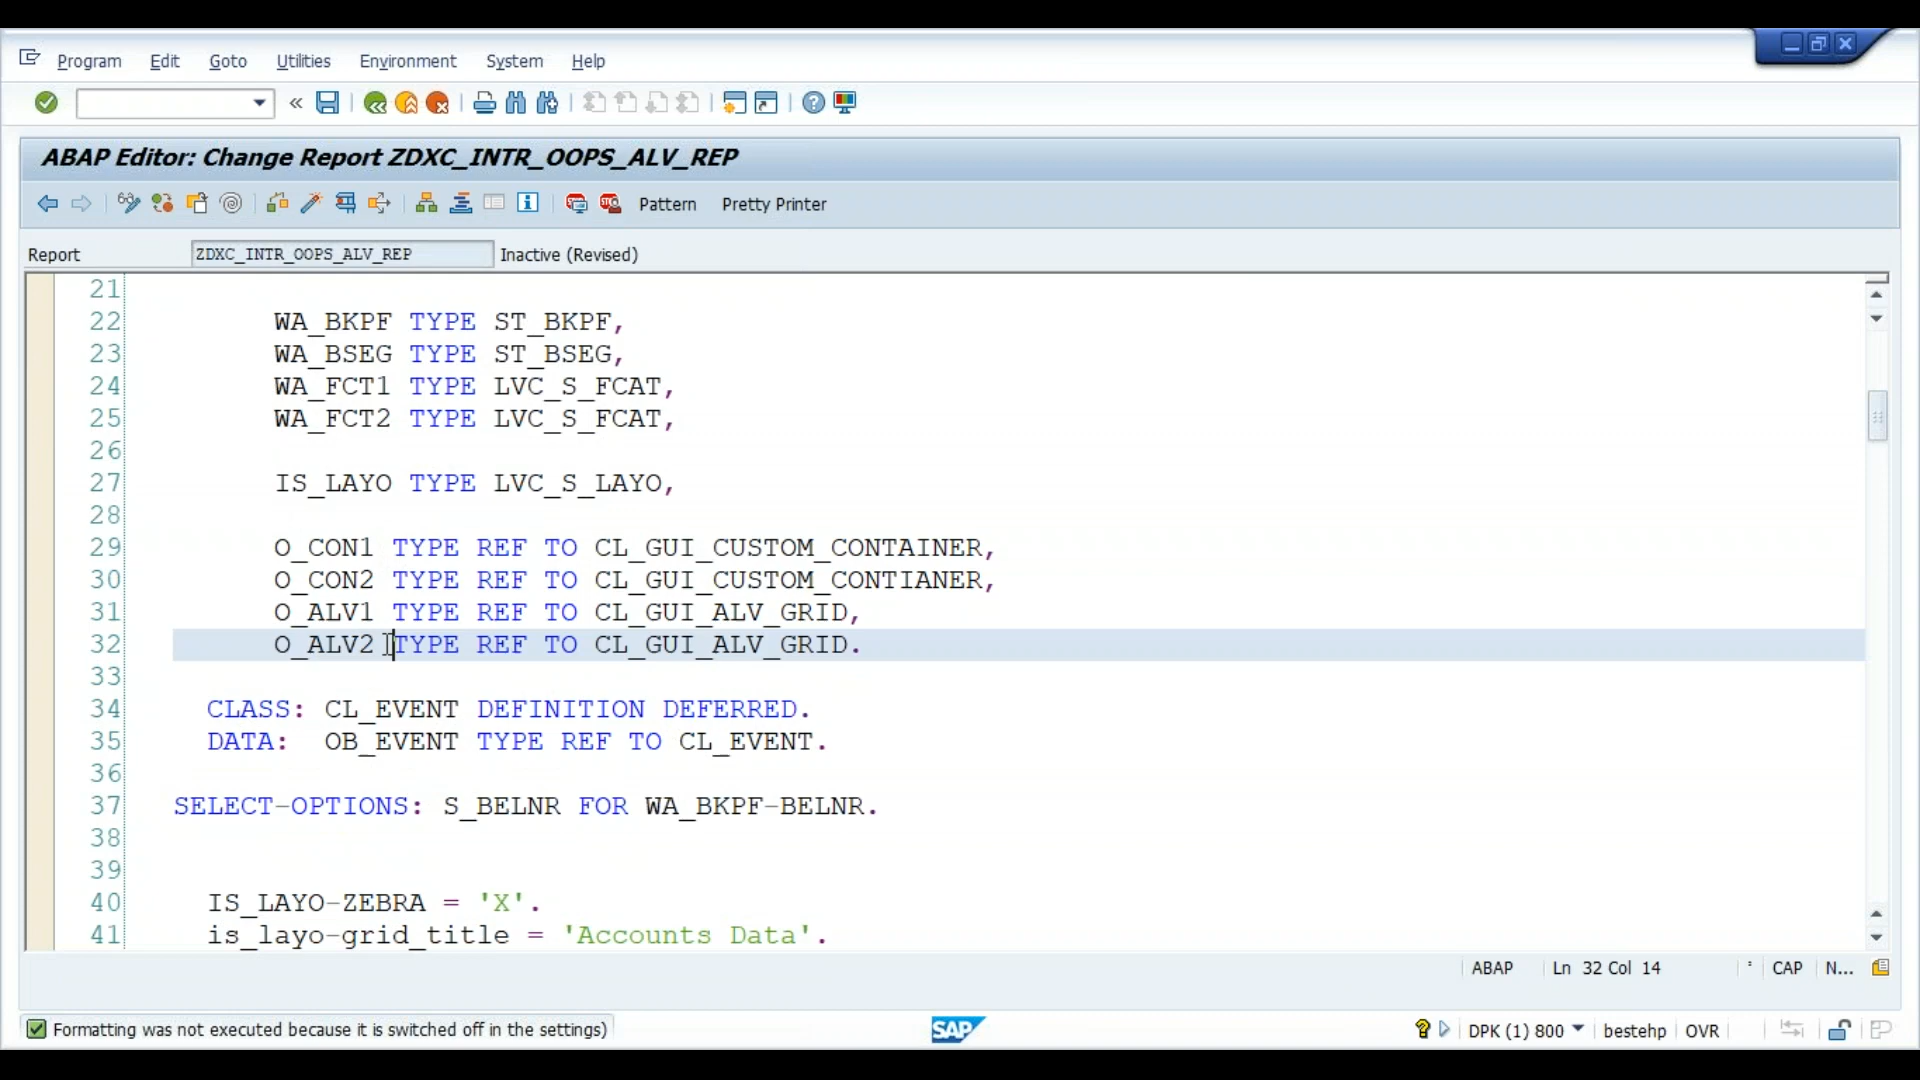 Program Edit Goto Utilities Environment System Help
ABAP Editor: Change Report ZDXC_INTR_OOPS_ALV_REP
Pattern Pretty Printer
Report ZDXC_INTR_OOPS_ALV_REP Inactive (Revised)
21
22 WA_BKPF TYPE ST_BKPF,
23 WA_BSEG TYPE ST_BSEG,
24 WA_FCT1 TYPE LVC_S_FCAT,
25 WA_FCT2 TYPE LVC_S_FCAT,
26
27 IS_LAYO TYPE LVC_S_LAYO,
28
29 O_CON1 TYPE REF TO CL_GUI_CUSTOM_CONTAINER,
30 O_CON2 TYPE REF TO CL_GUI_CUSTOM_CONTIANER,
31 O_ALV1 TYPE REF TO CL_GUI_ALV_GRID,
32 O_ALV2 TYPE REF TO CL_GUI_ALV_GRID.
33
34 CLASS: CL_EVENT DEFINITION DEFERRED.
35 DATA: OB_EVENT TYPE REF TO CL_EVENT.
36
37 SELECT-OPTIONS: S_BELNR FOR WA_BKPF-BELNR.
38
39
40 IS_LAYO-ZEBRA = 'X'.
41 is_layo-grid_title = 'Accounts Data'.
ABAP Ln 32 Col 14 CAP N...
Formatting was not executed because it is switched off in the settings) SAP DPK (1) 800 bestehp OVR